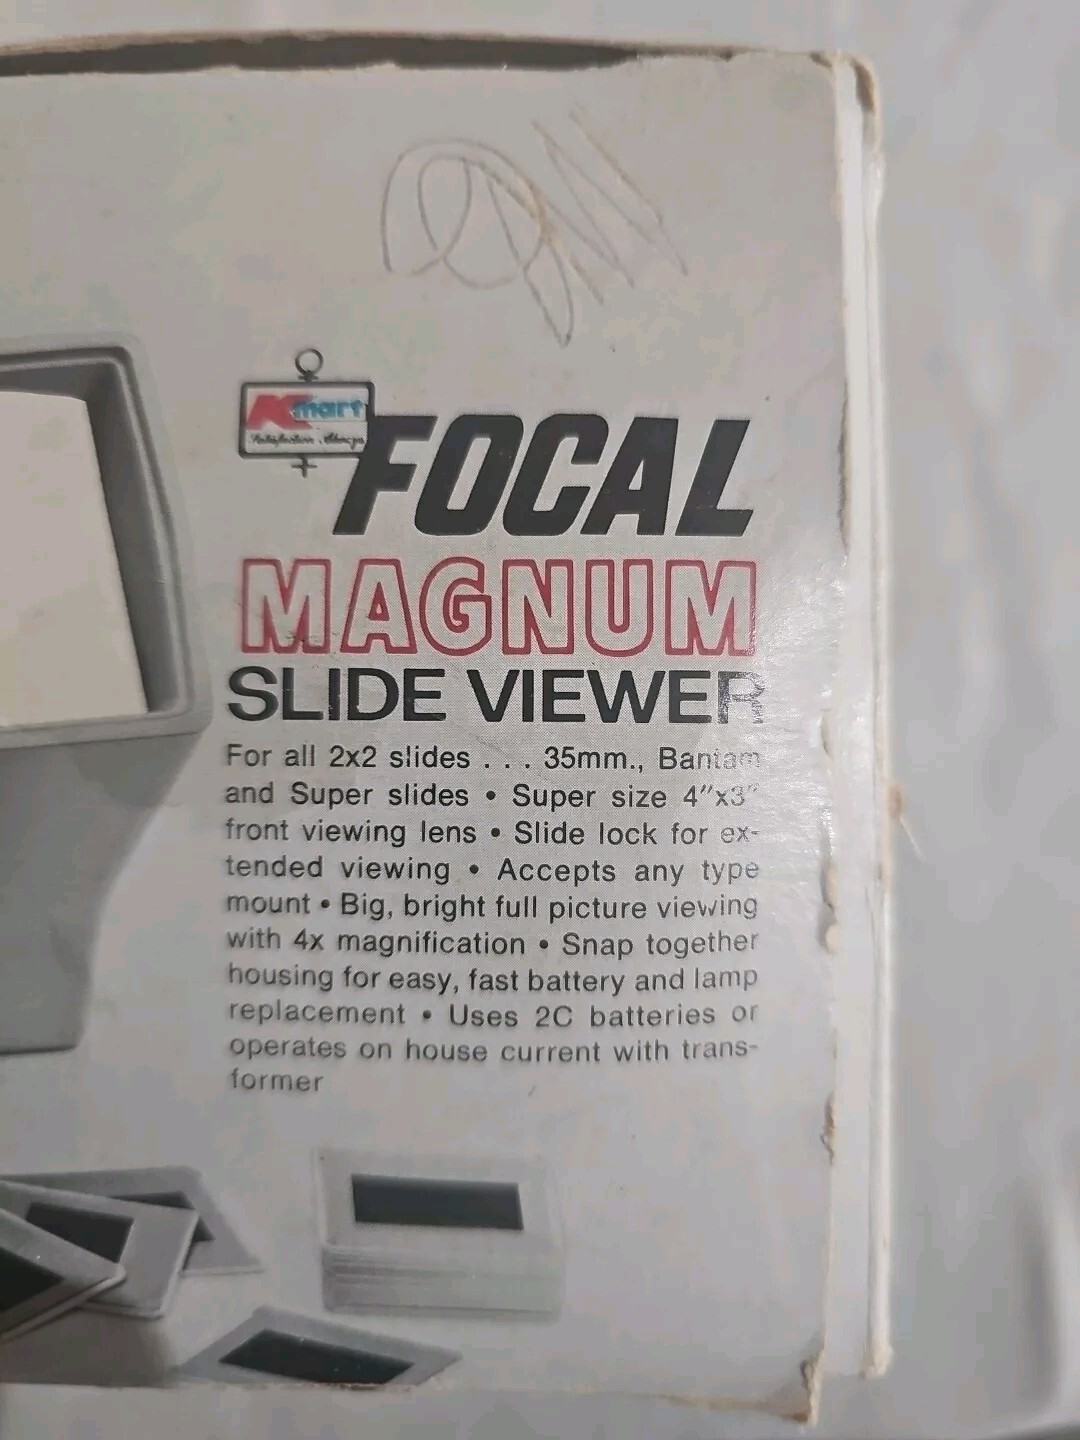 Kmart
FOCAL
MAGNUM
SLIDE VIEWER
For all 2x2 slides . . . 35mm., Bantam
and Super slides • Super size 4"x3"
front viewing lens • Slide lock for ex-
tended viewing • Accepts any type
mount • Big, bright full picture viewing
with 4x magnification • Snap together
housing for easy, fast battery and lamp
replacement • Uses 2C batteries or
operates on house current with trans-
former